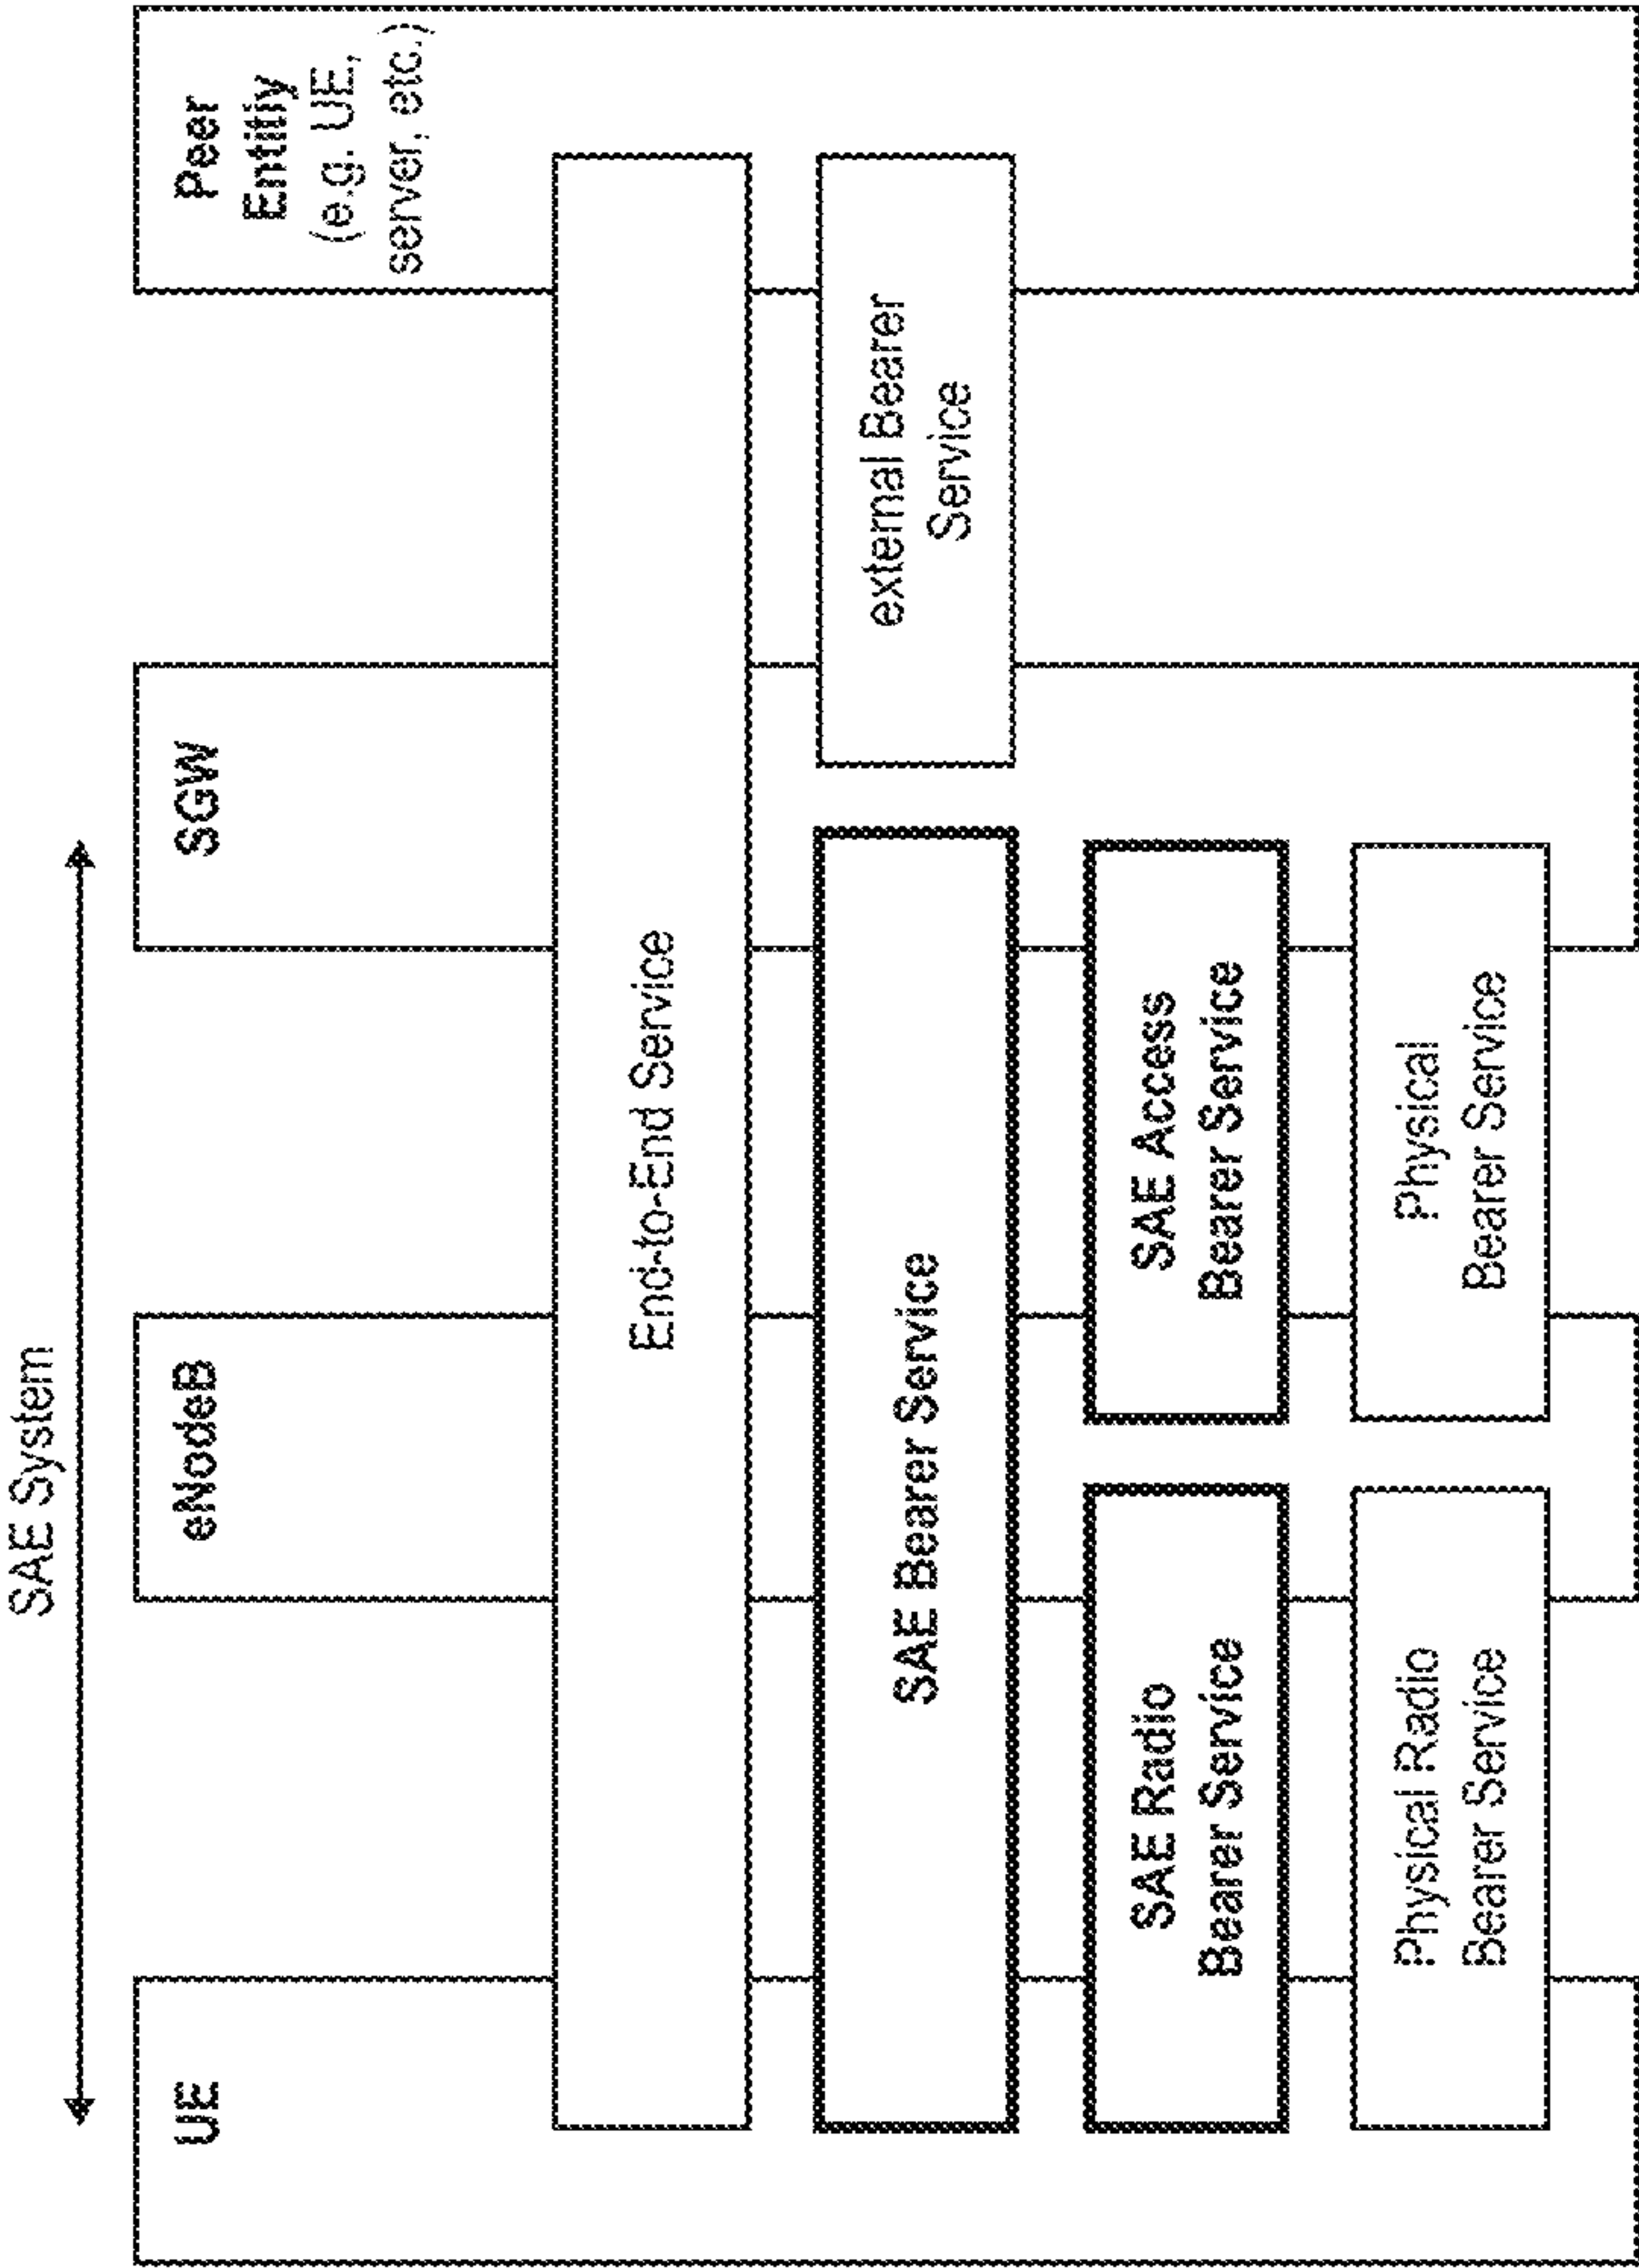 SAE System
UE
eNodeB
SGW
Peer
Entitiy
(e.g. UE,
server, etc.)
End-to-End Service
SAE Bearer Service
external Bearer
Service
SAE Radio
Bearer Service
SAE Access
Bearer Service
Physical Radio
Bearer Service
Physical
Bearer Service